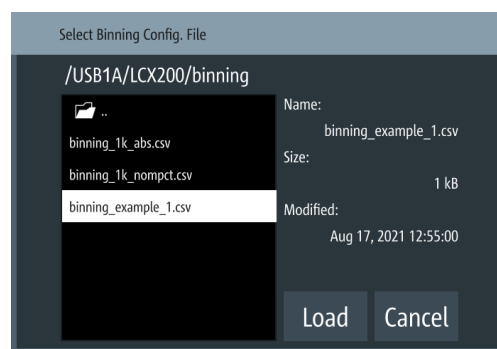 Select Binning Config. File
/USB1A/LCX200/binning
..
binning_1k_abs.csv
binning_1k_nompct.csv
binning_example_1.csv
Name:
binning_example_1.csv
Size:
1 kB
Modified:
Aug 17, 2021 12:55:00
Load
Cancel